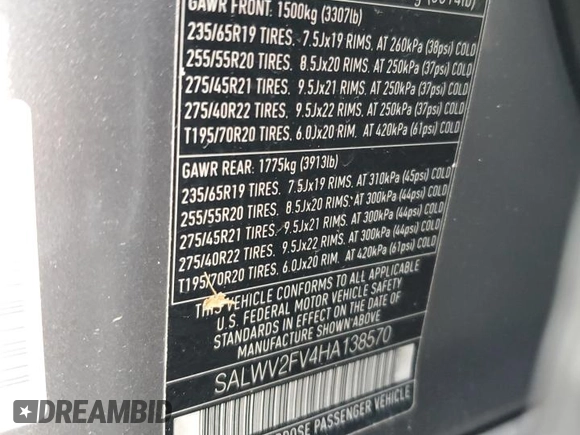 GAWR FRONT: 1500kg (3307lb)
235/65R19 TIRES. 7.5Jx19 RIMS. AT 260kPa (38psi) COLD
255/55R20 TIRES. 8.5Jx20 RIMS. AT 250kPa (37psi) COLD
275/45R21 TIRES. 9.5Jx21 RIMS. AT 250kPa (37psi) COLD
275/40R22 TIRES. 9.5Jx22 RIMS. AT 250kPa (37psi) COLD
T195/70R20 TIRES. 6.0Jx20 RIM. AT 420kPa (61psi) COLD
GAWR REAR: 1775kg (3913lb)
235/65R19 TIRES. 7.5Jx19 RIMS. AT 310kPa (45psi) COLD
255/55R20 TIRES. 8.5Jx20 RIMS. AT 300kPa (44psi) COLD
275/45R21 TIRES. 9.5Jx21 RIMS. AT 300kPa (44psi) COLD
275/40R22 TIRES. 9.5Jx22 RIMS. AT 300kPa (44psi) COLD
T195/70R20 TIRES. 6.0Jx20 RIM. AT 420kPa (61psi) COLD
THIS VEHICLE CONFORMS TO ALL APPLICABLE
U.S. FEDERAL MOTOR VEHICLE SAFETY
STANDARDS IN EFFECT ON THE DATE OF
MANUFACTURE SHOWN ABOVE
SALWV2FV4HA138570
PASSENGER VEHICLE
DREAMBID